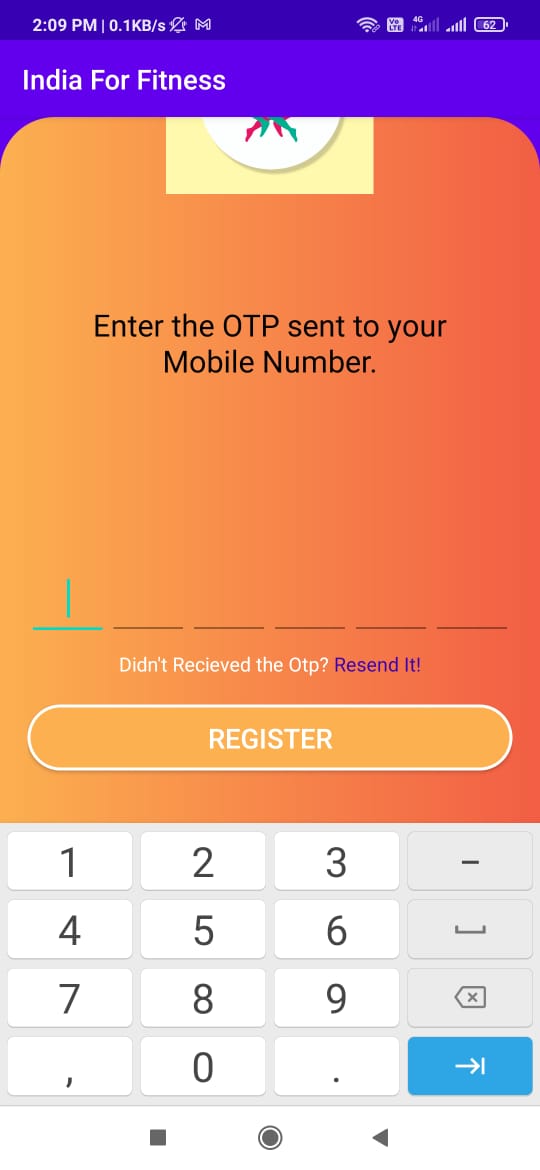 2:09 PM | 0.1KB/s
Vo LTE 4G 62
India For Fitness
Enter the OTP sent to your
Mobile Number.
Didn't Recieved the Otp? Resend It!
REGISTER
1 2 3 –
4 5 6
7 8 9
, 0 .